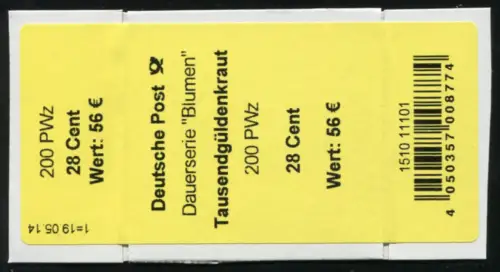 200 PWz
28 Cent
Wert: 56 €
1=19 05.14
Deutsche Post
Dauerserie "Blumen"
Tausendgüldenkraut
200 PWz
28 Cent
Wert: 56 €
1510 11101
4 050357 008774